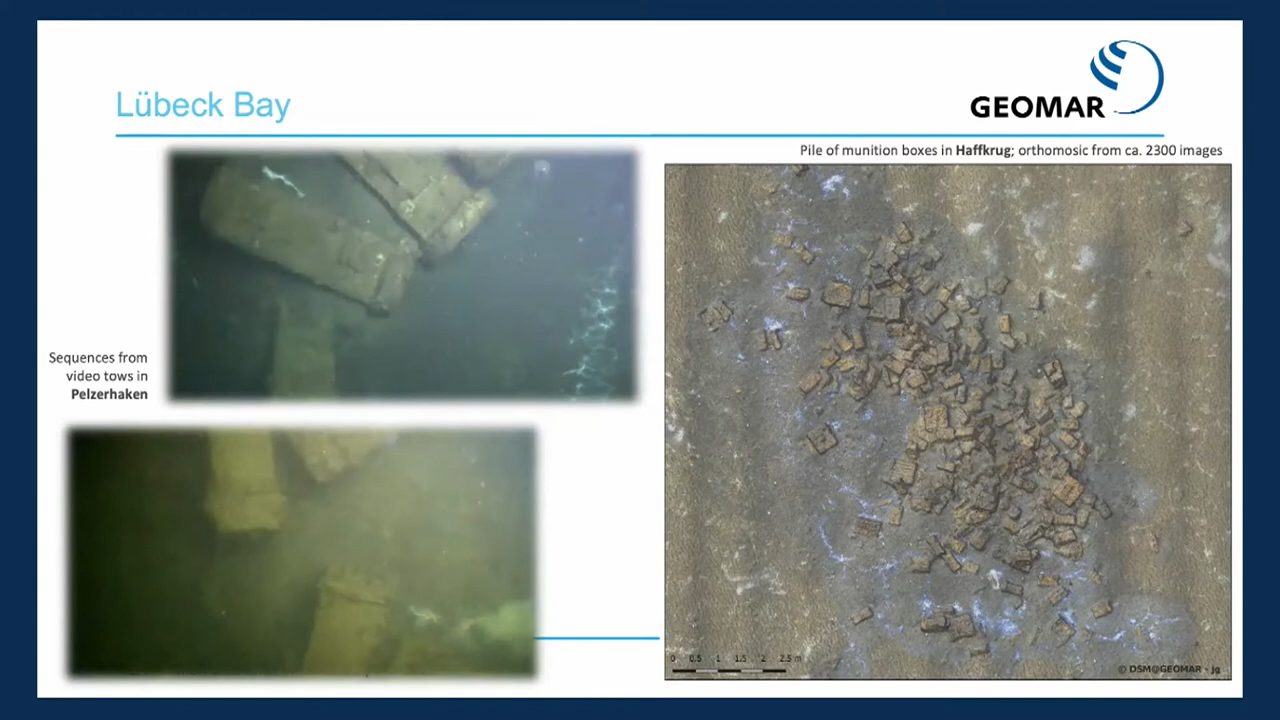 Lübeck Bay
GEOMAR
Pile of munition boxes in Haffkrug; orthomosic from ca. 2300 images
Sequences from
video tows in
Pelzerhaken
0 0.5 1 1.5 2 2.5 m
© DSM@GEOMAR - jg